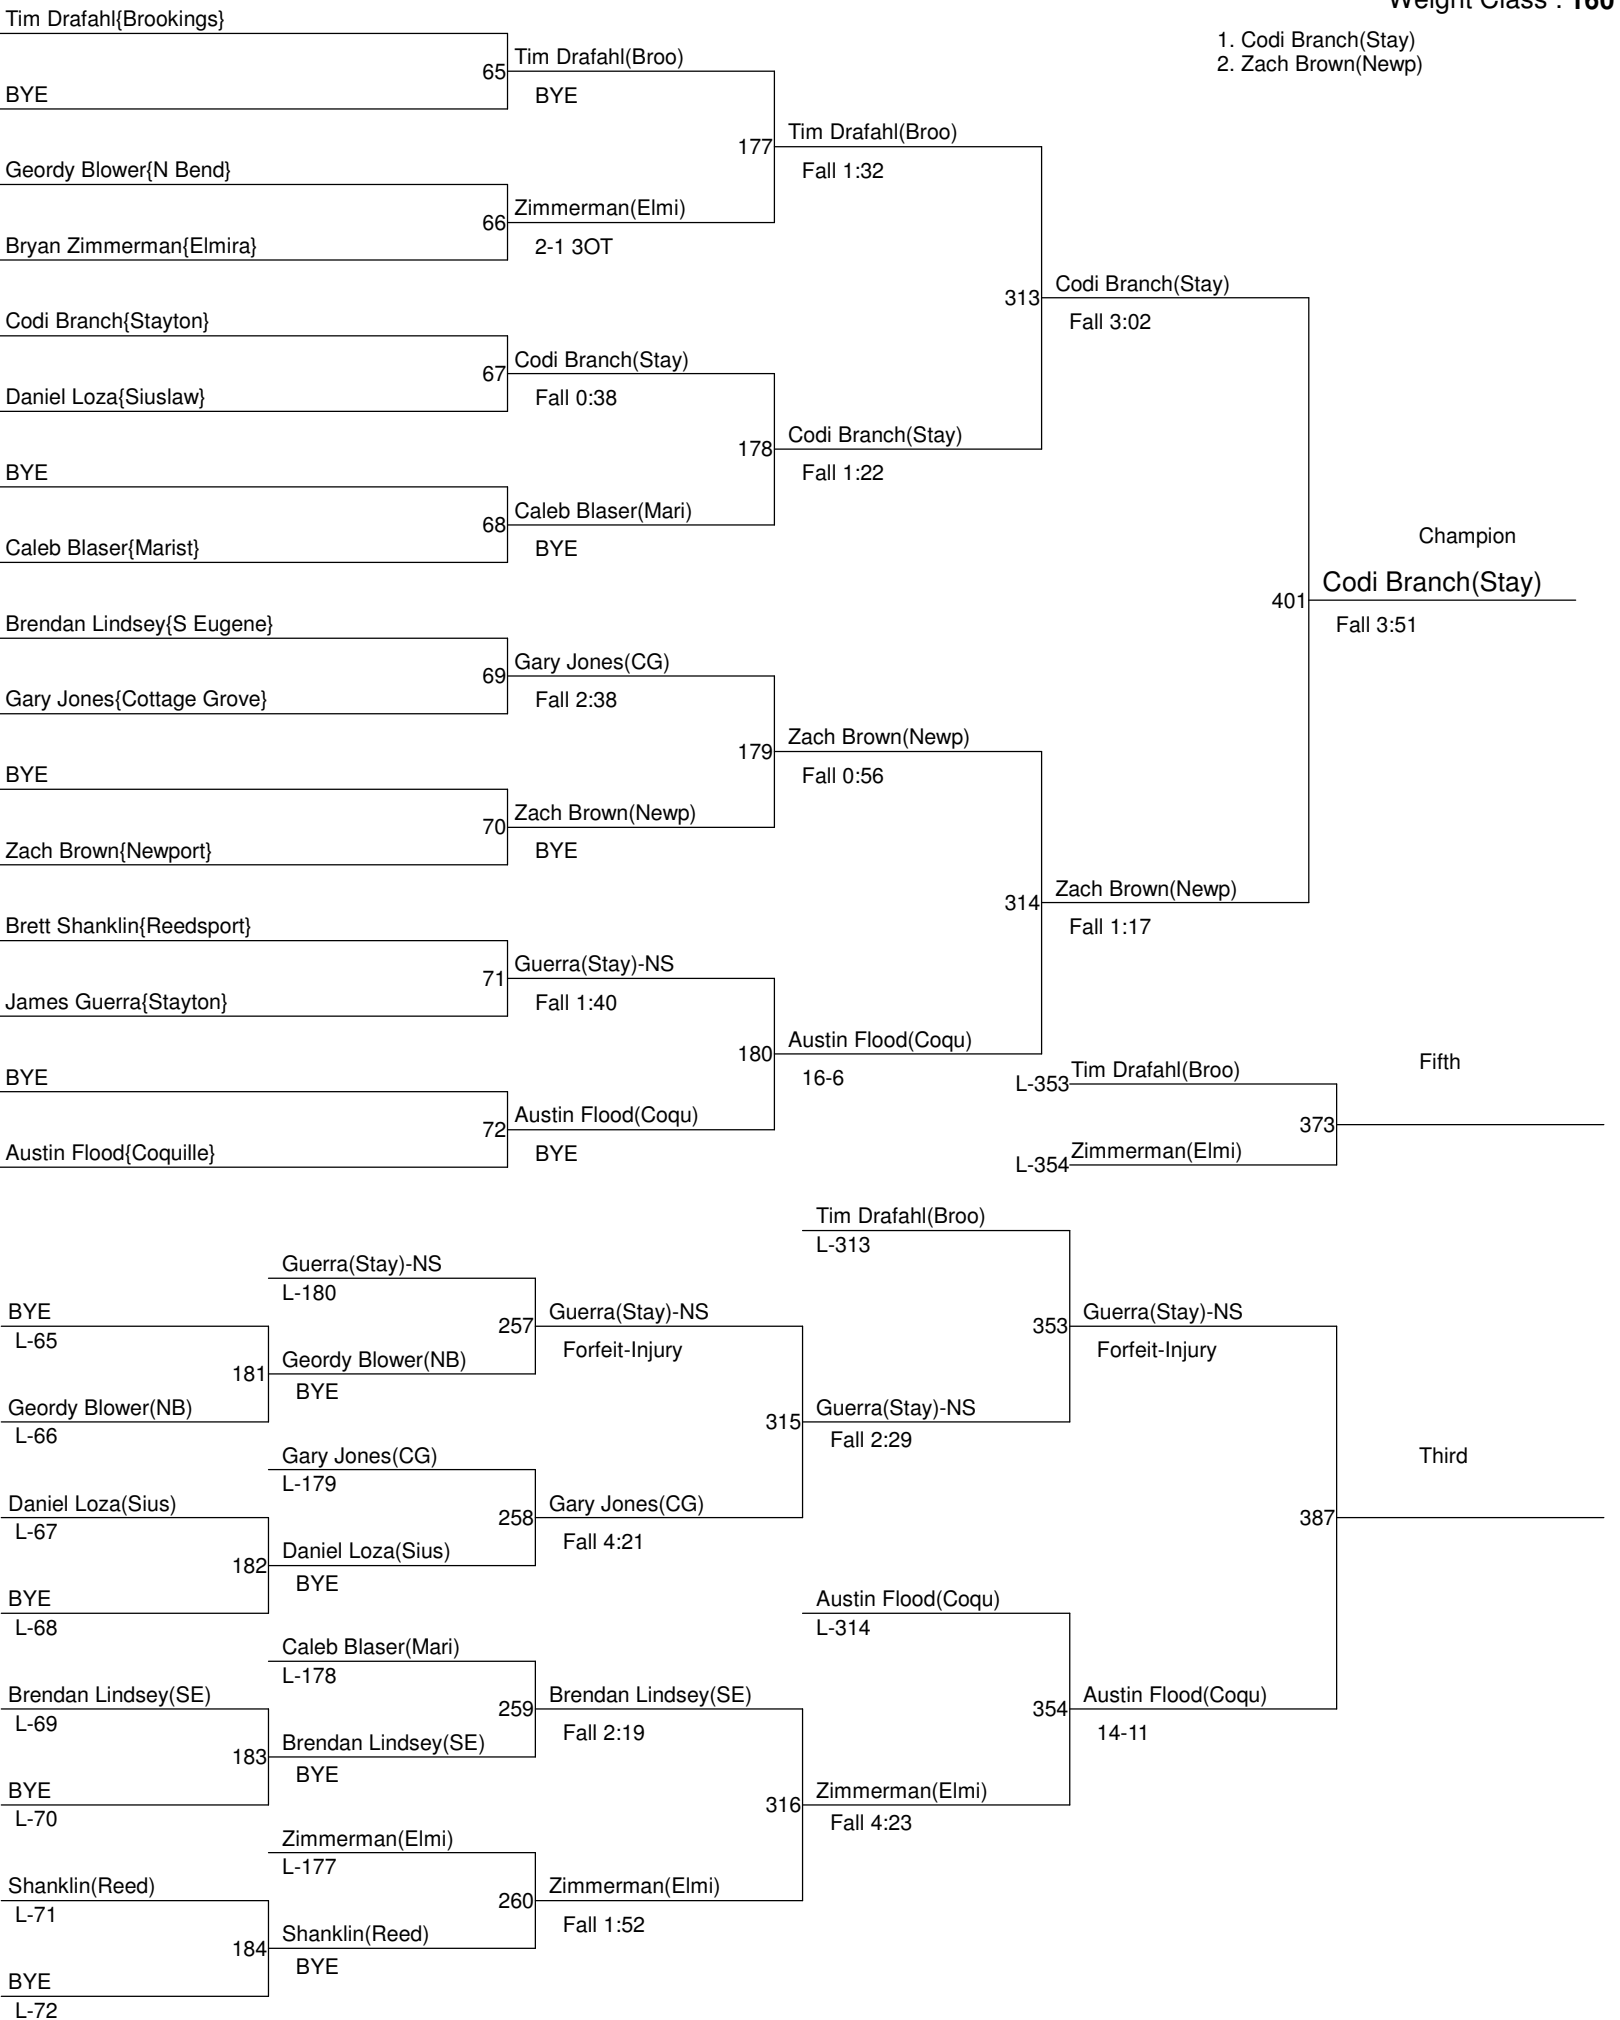 Weight Class : 160
1. Codi Branch(Stay)
2. Zach Brown(Newp)
Tim Drafahl{Brookings}
BYE
65
Tim Drafahl(Broo)
BYE
Geordy Blower{N Bend}
Bryan Zimmerman{Elmira}
66
Zimmerman(Elmi)
2-1 3OT
177
Tim Drafahl(Broo)
Fall 1:32
Codi Branch{Stayton}
Daniel Loza{Siuslaw}
67
Codi Branch(Stay)
Fall 0:38
BYE
Caleb Blaser{Marist}
68
Caleb Blaser(Mari)
BYE
178
Codi Branch(Stay)
Fall 1:22
313
Codi Branch(Stay)
Fall 3:02
Brendan Lindsey{S Eugene}
Gary Jones{Cottage Grove}
69
Gary Jones(CG)
Fall 2:38
BYE
Zach Brown{Newport}
70
Zach Brown(Newp)
BYE
179
Zach Brown(Newp)
Fall 0:56
Brett Shanklin{Reedsport}
James Guerra{Stayton}
71
Guerra(Stay)-NS
Fall 1:40
BYE
Austin Flood{Coquille}
72
Austin Flood(Coqu)
BYE
180
Austin Flood(Coqu)
16-6
314
Zach Brown(Newp)
Fall 1:17
Champion
401
Codi Branch(Stay)
Fall 3:51
Fifth
L-353
Tim Drafahl(Broo)
L-354
Zimmerman(Elmi)
373
BYE
L-65
Geordy Blower(NB)
L-66
181
Guerra(Stay)-NS
L-180
Geordy Blower(NB)
BYE
257
Guerra(Stay)-NS
Forfeit-Injury
Daniel Loza(Sius)
L-67
BYE
L-68
182
Gary Jones(CG)
L-179
Daniel Loza(Sius)
BYE
258
Gary Jones(CG)
Fall 4:21
315
Tim Drafahl(Broo)
L-313
Guerra(Stay)-NS
Fall 2:29
353
Guerra(Stay)-NS
Forfeit-Injury
Brendan Lindsey(SE)
L-69
BYE
L-70
183
Caleb Blaser(Mari)
L-178
Brendan Lindsey(SE)
BYE
259
Brendan Lindsey(SE)
Fall 2:19
Shanklin(Reed)
L-71
BYE
L-72
184
Zimmerman(Elmi)
L-177
Shanklin(Reed)
BYE
260
Zimmerman(Elmi)
Fall 1:52
316
Austin Flood(Coqu)
L-314
Zimmerman(Elmi)
Fall 4:23
354
Austin Flood(Coqu)
14-11
Third
387